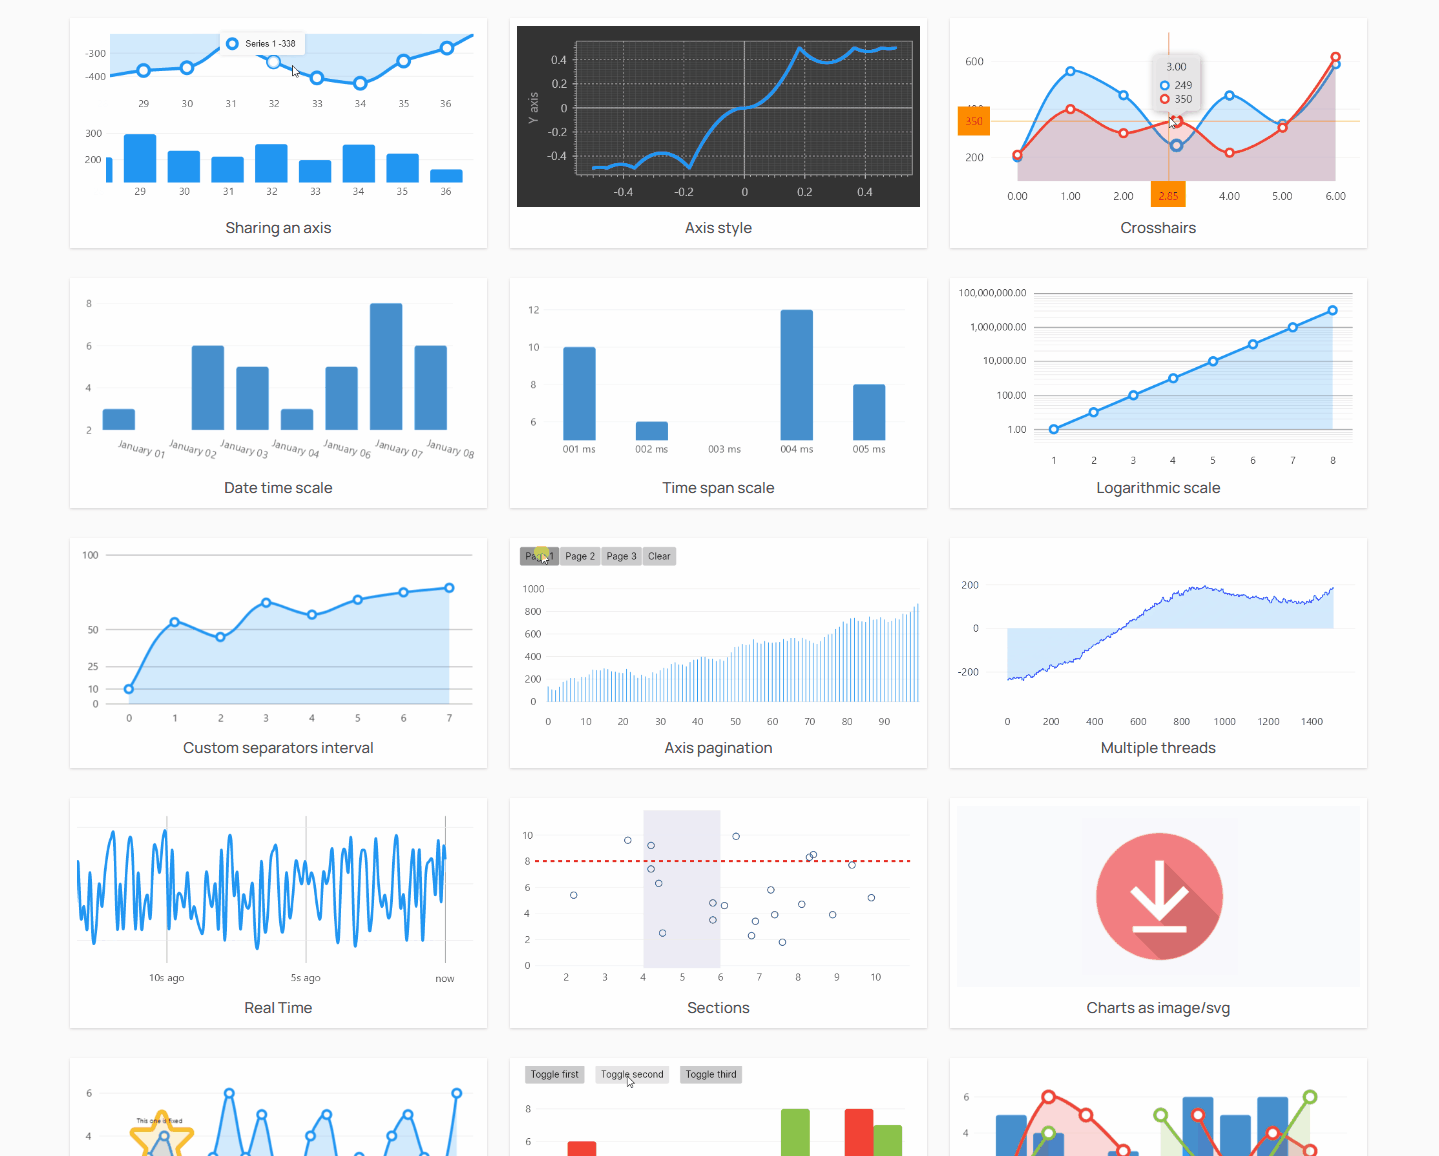 Series 1 -338
-300
-400
29 30 31 32 33 34 35 36
300
200
29 30 31 32 33 34 35 36
Sharing an axis
Y axis
0.4
0.2
0
-0.2
-0.4
-0.4 -0.2 0 0.2 0.4
Axis style
600
3.00
249
350
350
200
0.00 1.00 2.00 2.85 4.00 5.00 6.00
Crosshairs
8
6
4
2
January 01 January 02 January 03 January 04 January 06 January 07 January 08
Date time scale
12
10
8
6
001 ms 002 ms 003 ms 004 ms 005 ms
Time span scale
100,000,000.00
1,000,000.00
10,000.00
100.00
1.00
1 2 3 4 5 6 7 8
Logarithmic scale
100
50
25
10
0
0 1 2 3 4 5 6 7
Custom separators interval
Page 1 Page 2 Page 3 Clear
1000
800
600
400
200
0
0 10 20 30 40 50 60 70 80 90
Axis pagination
200
0
-200
0 200 400 600 800 1000 1200 1400
Multiple threads
10s ago 5s ago now
Real Time
10
8
6
4
2
0
2 3 4 5 6 7 8 9 10
Sections
Charts as image/svg
6
This one is fixed
4
Toggle first Toggle second Toggle third
8
6
6
4